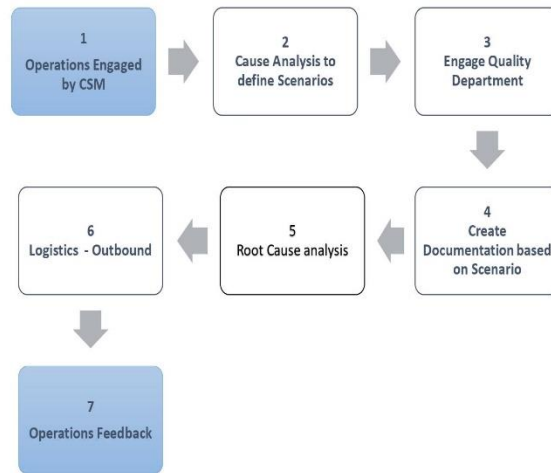 1
Operations Engaged
by CSM
2
Cause Analysis to
define Scenarios
3
Engage Quality
Department
4
Create
Documentation based
on Scenario
5
Root Cause analysis
6
Logistics - Outbound
7
Operations Feedback